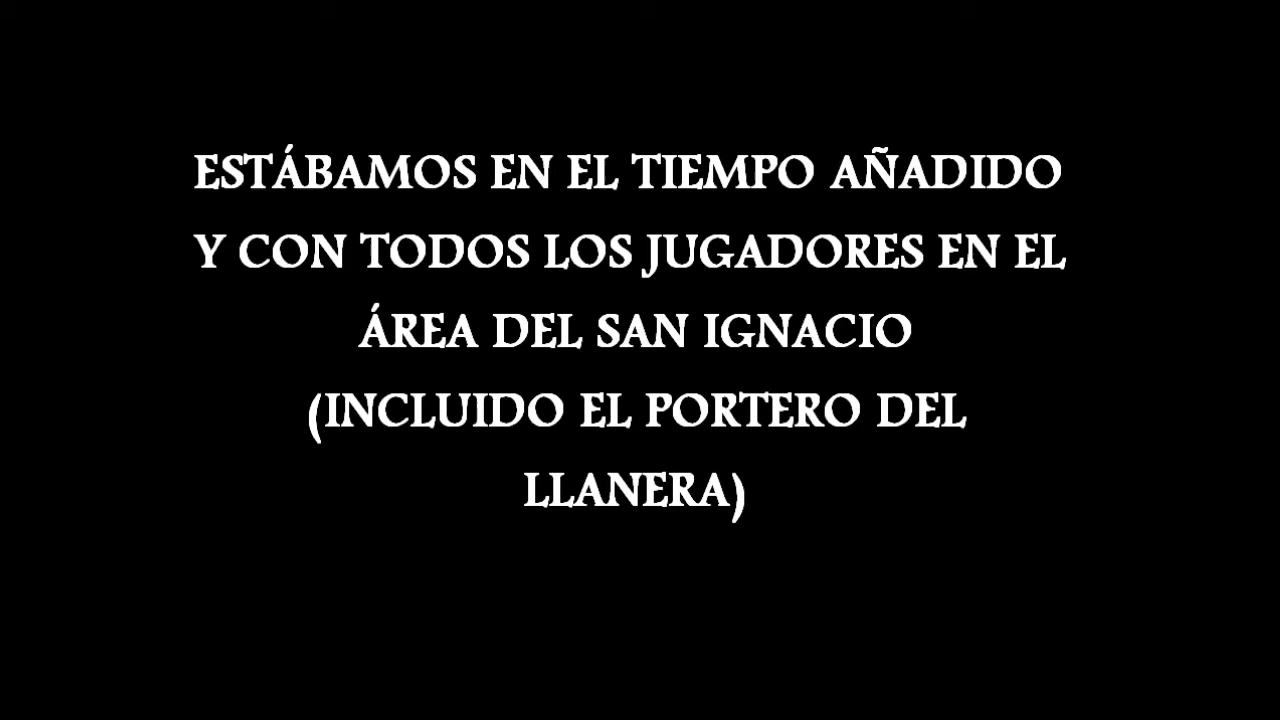 ESTÁBAMOS EN EL TIEMPO AÑADIDO
Y CON TODOS LOS JUGADORES EN EL
ÁREA DEL SAN IGNACIO
(INCLUIDO EL PORTERO DEL
LLANERA)